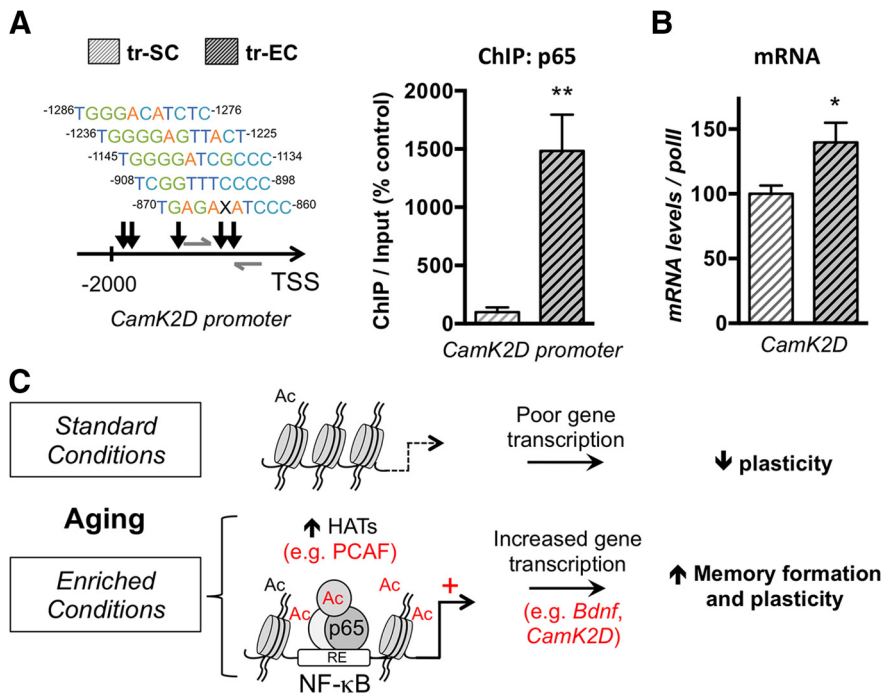 A
tr-SC
tr-EC
-1286TGGGACATCTC-1276
-1236TGGGGAGTTACT-1225
-1145TGGGGATCGCCC-1134
-908TCGGTTTCCCC-898
-870TGAGAXATCCC-860
-2000
TSS
CamK2D promoter
ChIP: p65
ChIP / Input (% control)
2000
1500
1000
500
0
**
CamK2D promoter
B
mRNA
mRNA levels / polII
150
100
50
0
*
CamK2D
C
Standard
Conditions
Ac
Poor gene
transcription
plasticity
Aging
Enriched
Conditions
HATs
(e.g. PCAF)
Ac
Ac
Ac
Ac
Ac
p65
RE
NF-κB
+
Increased gene
transcription
(e.g. Bdnf,
CamK2D)
Memory formation
and plasticity